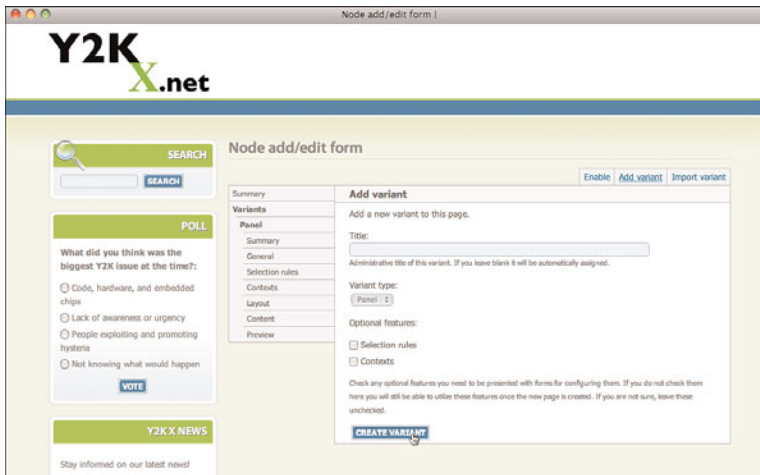 Node add/edit form |
Y2K
X.net
SEARCH
SEARCH
POLL
What did you think was the
biggest Y2K issue at the time?:
Code, hardware, and embedded
chips
Lack of awareness or urgency
People exploiting and promoting
hysteria
Not knowing what would happen
VOTE
Y2K X NEWS
Stay informed on our latest news!
Node add/edit form
Enable Add variant Import variant
Summary
Variants
Panel
Summary
General
Selection rules
Contexts
Layout
Content
Preview
Add variant
Add a new variant to this page.
Title:
Administrative title of this variant. If you leave blank it will be automatically assigned.
Variant type:
Panel
Optional features:
Selection rules
Contexts
Check any optional features you need to be presented with forms for configuring them. If you do not check them
here you will still be able to utilize these features once the new page is created. If you are not sure, leave these
unchecked.
CREATE VARIANT